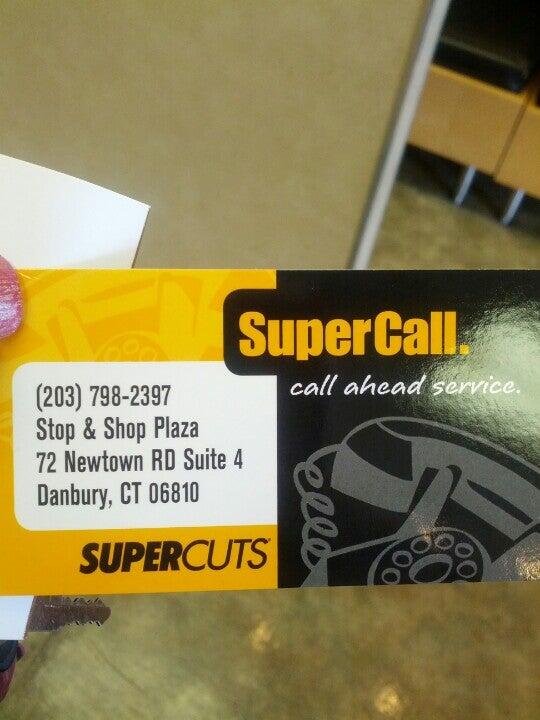 SuperCall.
call ahead service.
(203) 798-2397
Stop & Shop Plaza
72 Newtown RD Suite 4
Danbury, CT 06810
SUPERCUTS